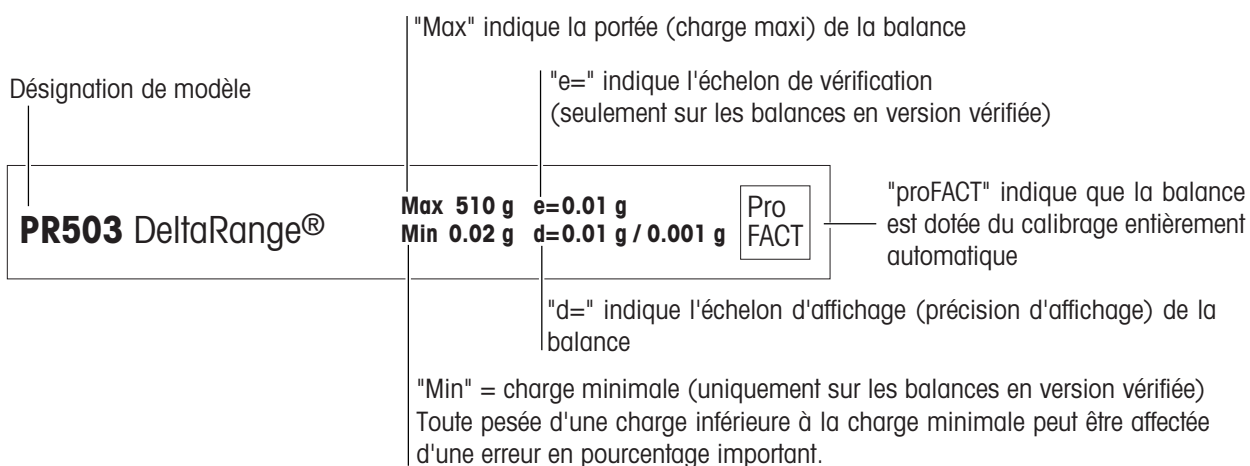 "Max" indique la portée (charge maxi) de la balance
Désignation de modèle
"e=" indique l'échelon de vérification
(seulement sur les balances en version vérifiée)
PR503 DeltaRange®
Max 510 g e=0.01 g
Min 0.02 g d=0.01 g / 0.001 g
Pro
FACT
"proFACT" indique que la balance
est dotée du calibrage entièrement
automatique
"d=" indique l'échelon d'affichage (précision d'affichage) de la
balance
"Min" = charge minimale (uniquement sur les balances en version vérifiée)
Toute pesée d'une charge inférieure à la charge minimale peut être affectée
d'une erreur en pourcentage important.